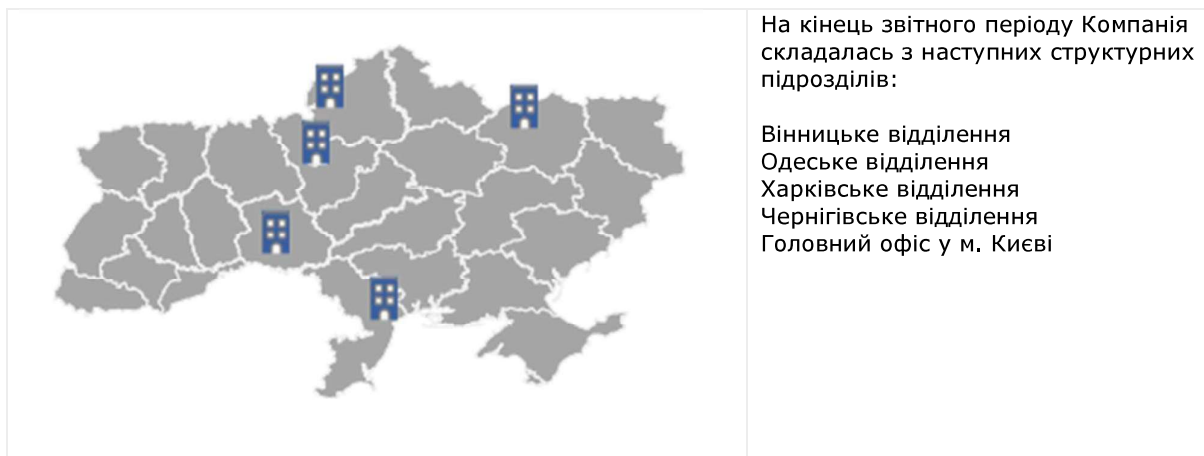 На кінець звітного періоду Компанія
складалась з наступних структурних
підрозділів:
Вінницьке відділення
Одеське відділення
Харківське відділення
Чернігівське відділення
Головний офіс у м. Києві